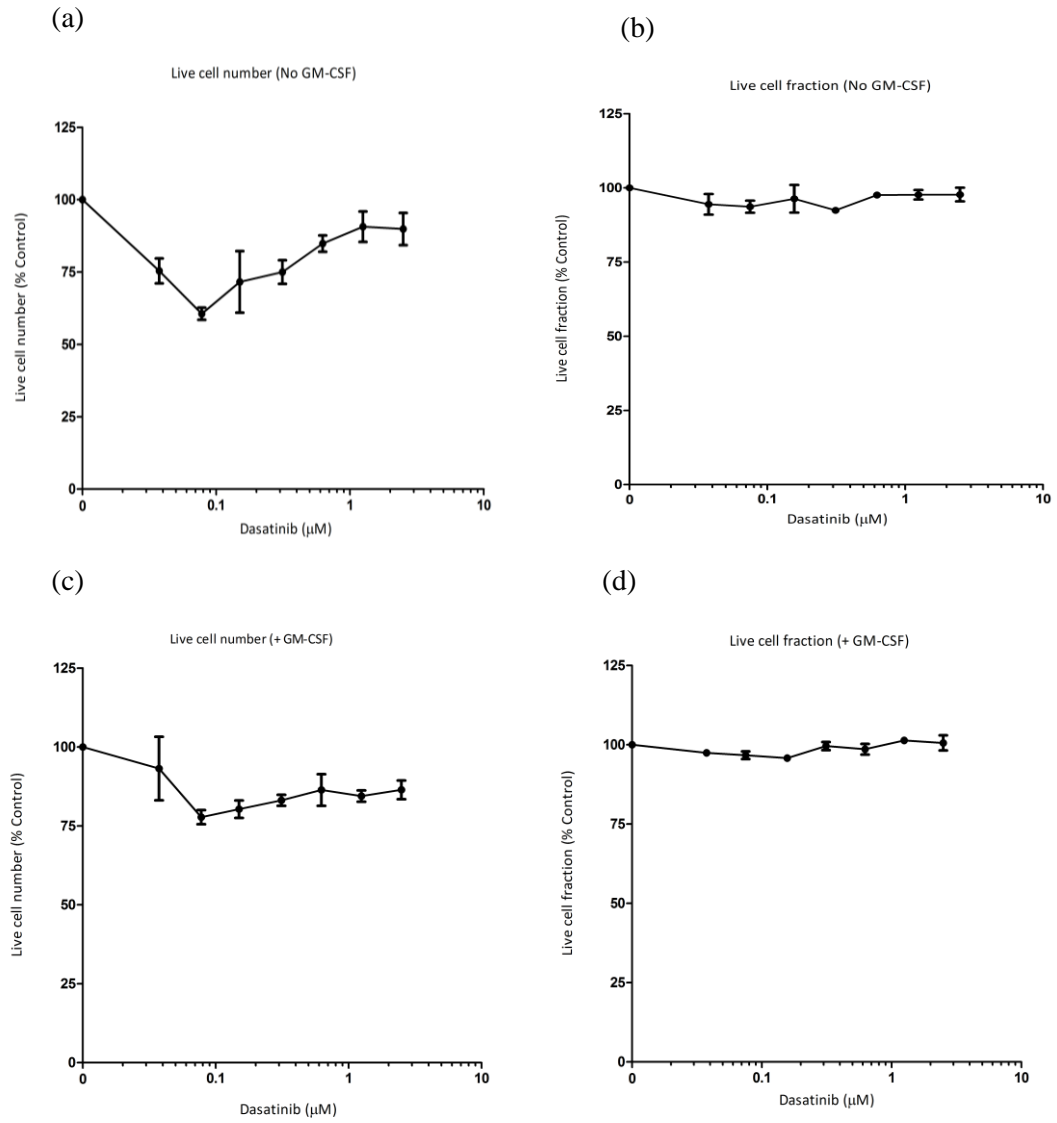 (a)
Live cell number (No GM-CSF)
125
100
75
50
25
0
Live cell number (% Control)
0 0.1 1 10
Dasatinib (μM)
(b)
Live cell fraction (No GM-CSF)
125
100
75
50
25
0
Live cell fraction (% Control)
0 0.1 1 10
Dasatinib (μM)
(c)
Live cell number (+ GM-CSF)
125
100
75
50
25
0
Live cell number (% Control)
0 0.1 1 10
Dasatinib (μM)
(d)
Live cell fraction (+ GM-CSF)
125
100
75
50
25
0
Live cell fraction (% Control)
0 0.1 1 10
Dasatinib (μM)